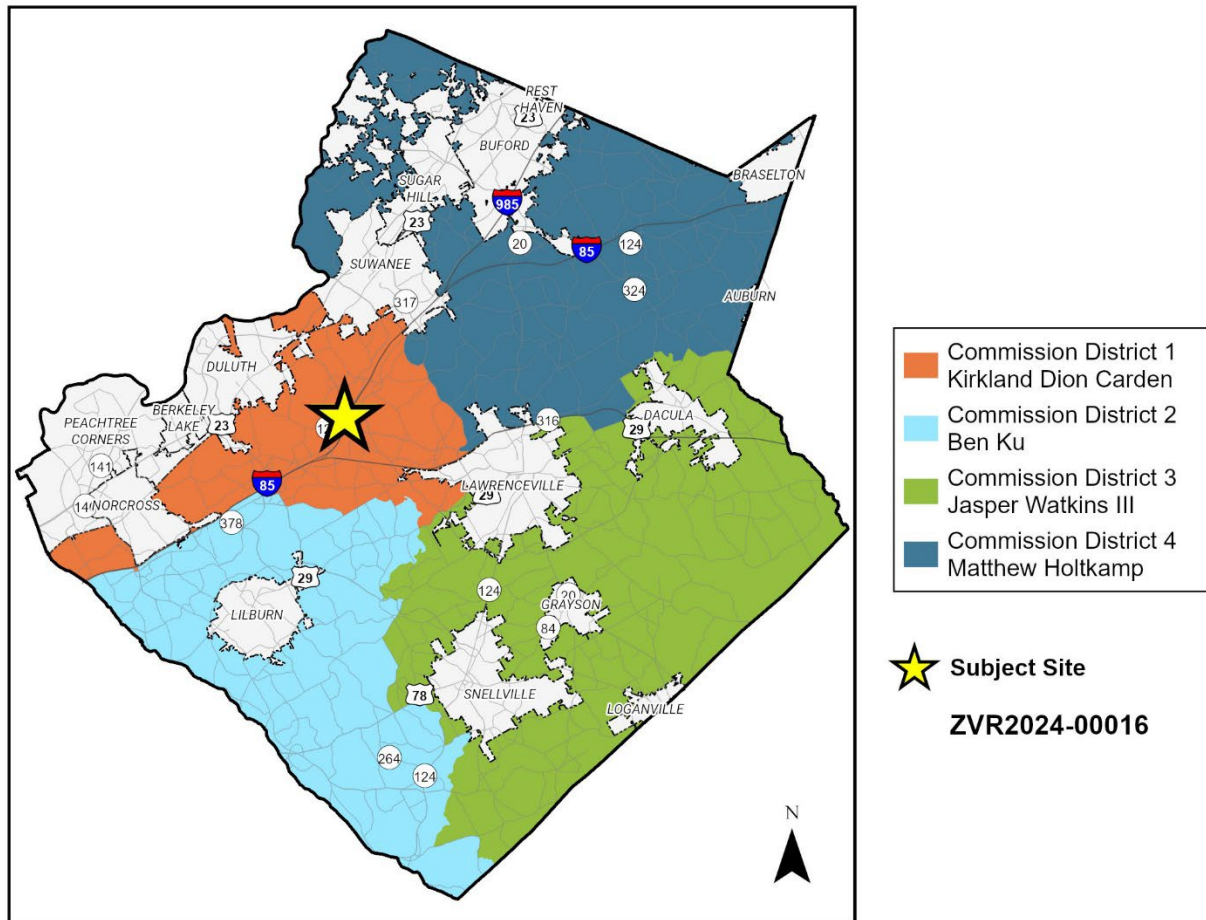 REST
HAVEN
23
BUFORD
BRASELTON
SUGAR
HILL
985
23
20
85
124
SUWANEE
324
317
AUBURN
DULUTH
BERKELEY
LAKE
23
PEACHTREE
CORNERS
141
316
DACULA
29
85
LAWRENCEVILLE
29
NORCROSS
378
29
124
20
GRAYSON
LILBURN
84
78
SNELLVILLE
LOGANVILLE
264
124
N
Commission District 1
Kirkland Dion Carden
Commission District 2
Ben Ku
Commission District 3
Jasper Watkins III
Commission District 4
Matthew Holtkamp
Subject Site
ZVR2024-00016